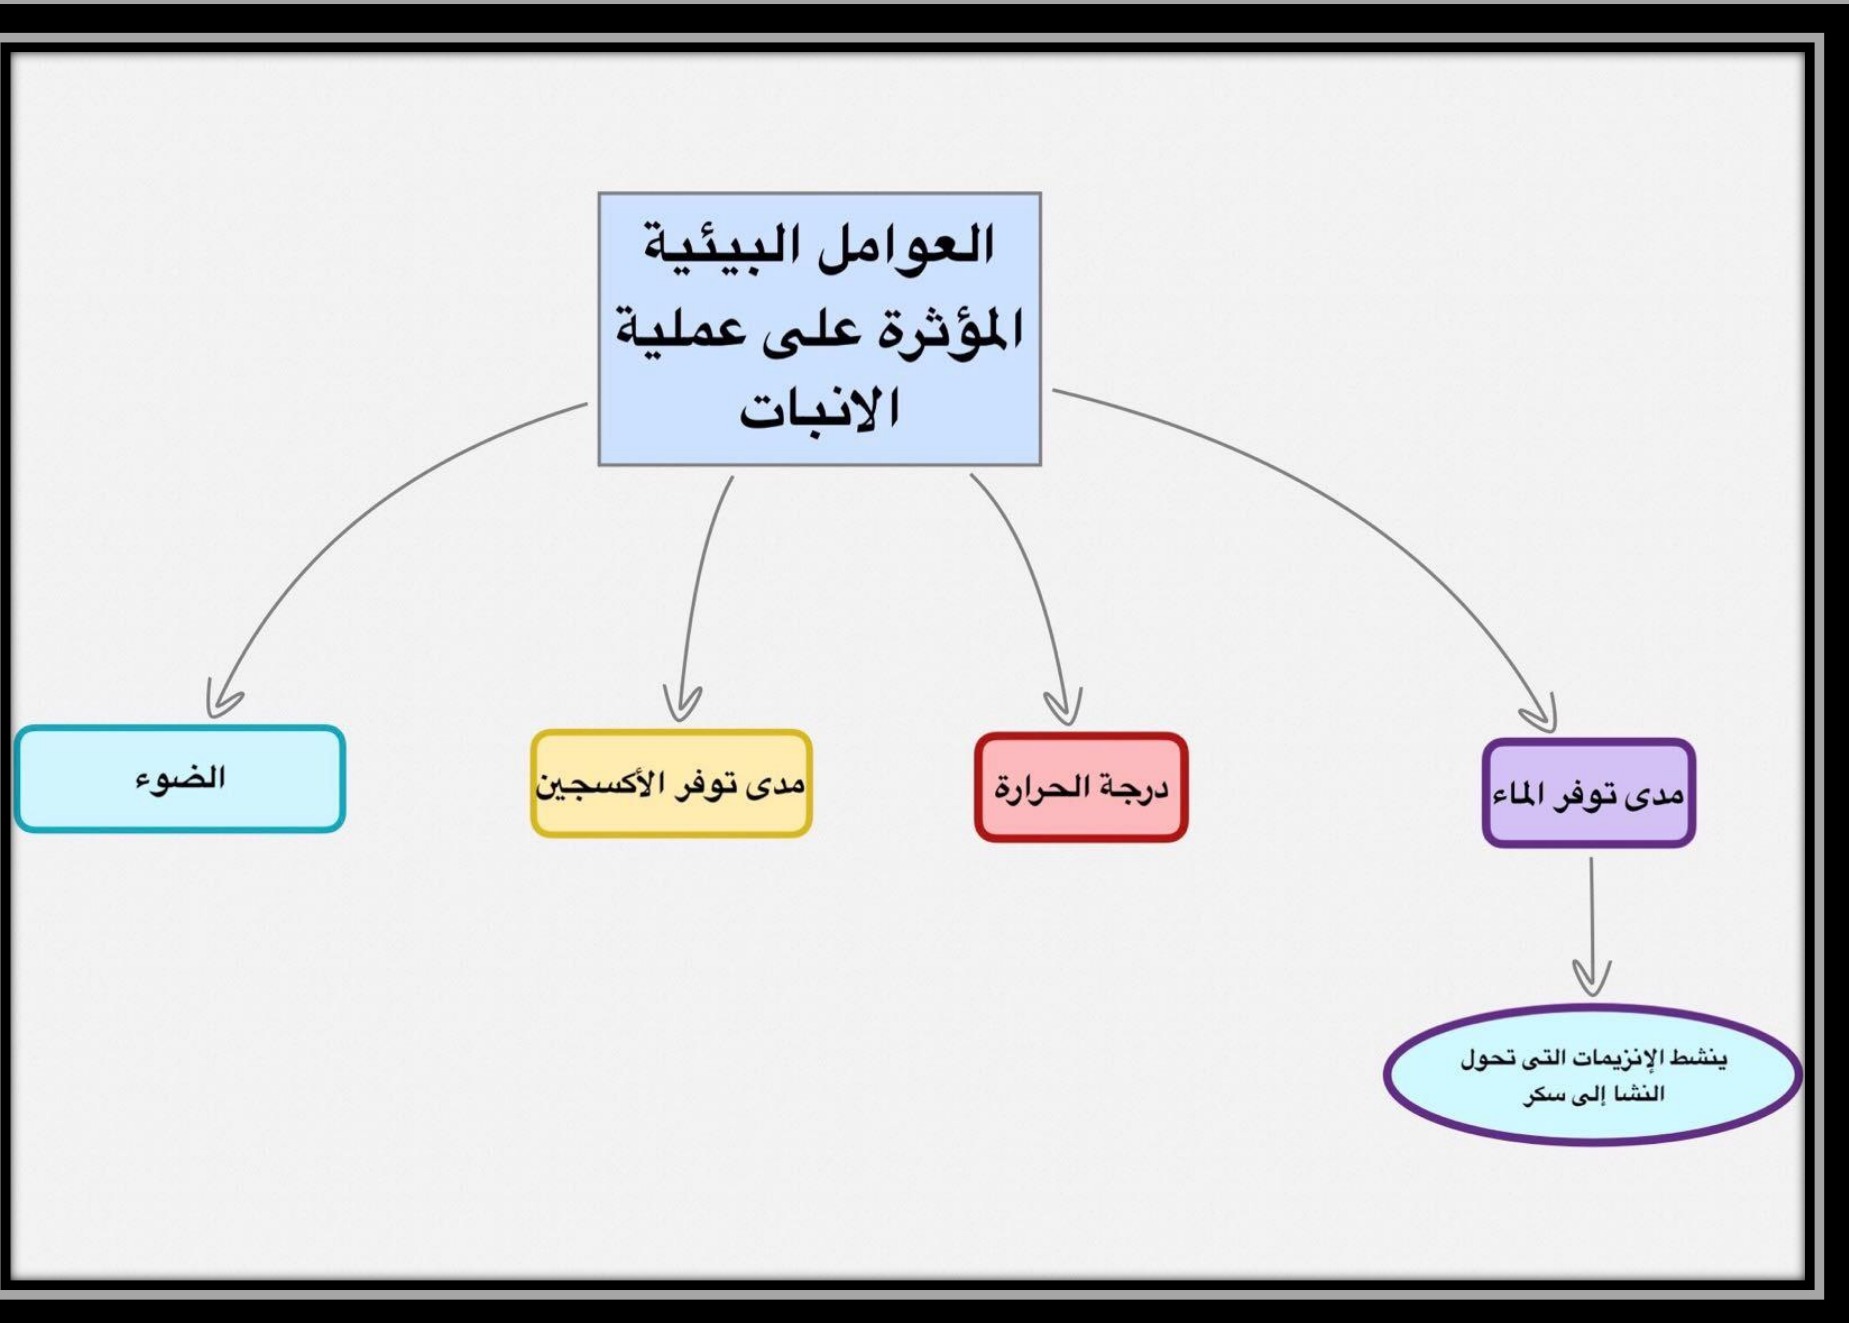 العوامل البيئية
المؤثرة على عملية
الانبات
مدى توفر الماء
درجة الحرارة
مدى توفر الأكسجين
الضوء
ينشط الإنزيمات التى تحول
النشا إلى سكر